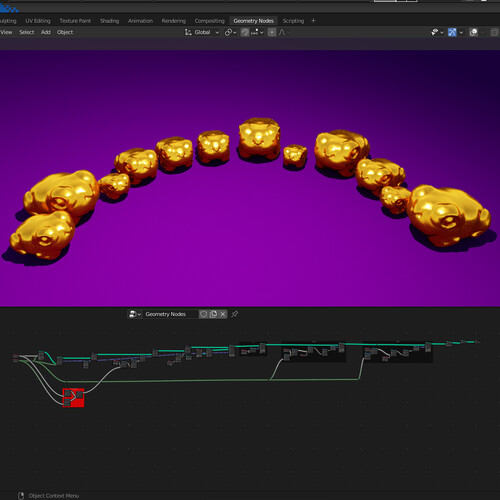 ulpting UV Editing Texture Paint Shading Animation Rendering Compositing Geometry Nodes Scripting +
View Select Add Object Global
Geometry Nodes
Object Context Menu